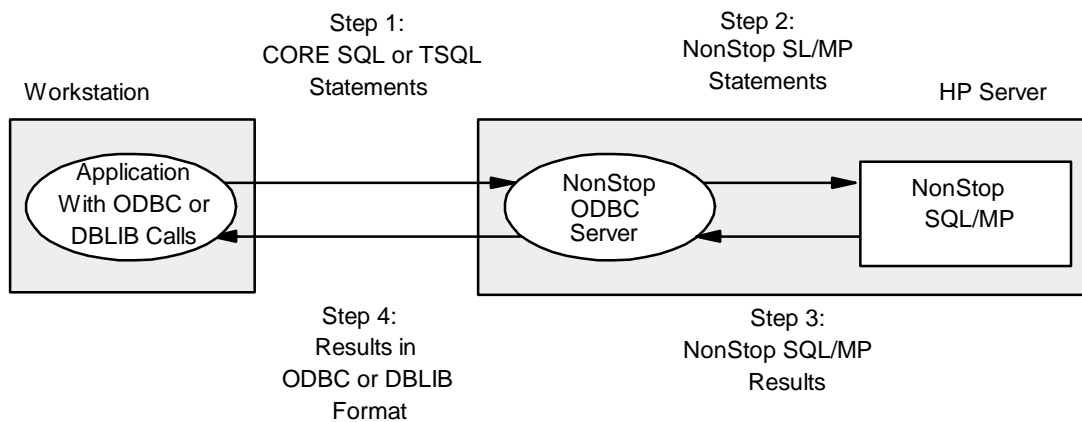 Step 1:
CORE SQL or TSQL
Statements
Step 2:
NonStop SL/MP
Statements
Workstation
HP Server
Application
With ODBC or
DBLIB Calls
NonStop
ODBC
Server
NonStop
SQL/MP
Step 4:
Results in
ODBC or DBLIB
Format
Step 3:
NonStop SQL/MP
Results